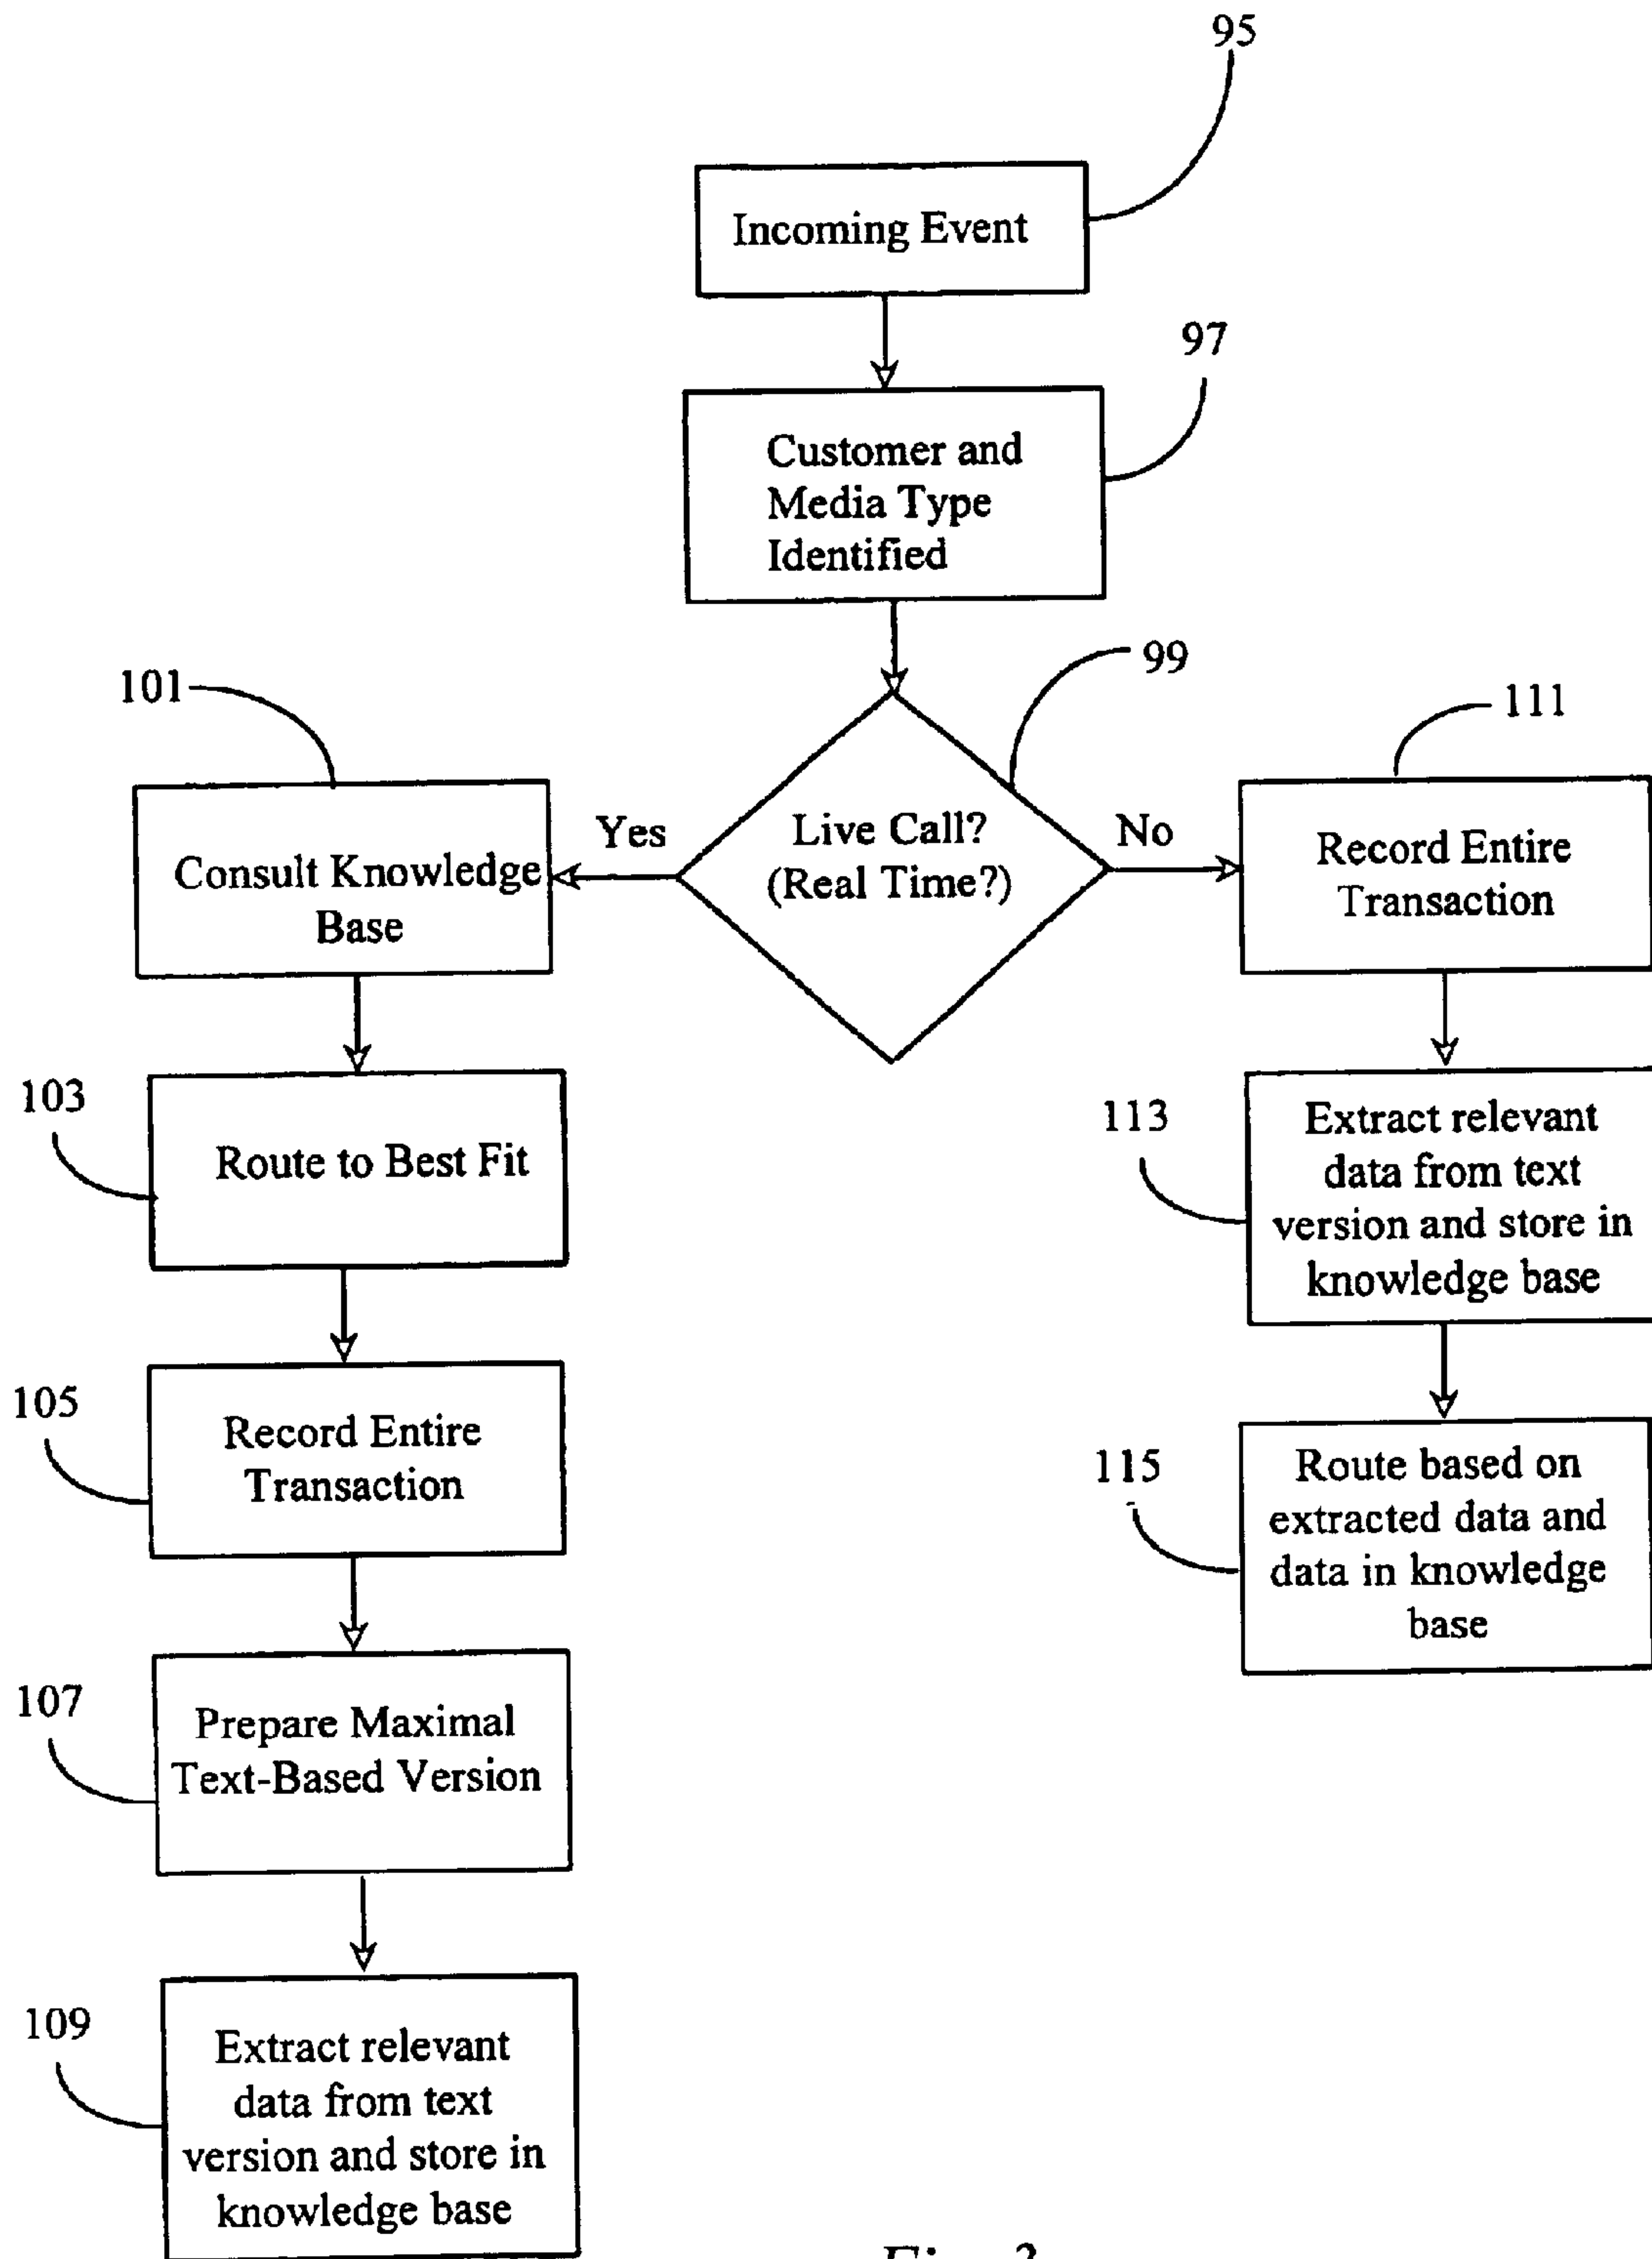 95
Incoming Event
97
Customer and
Media Type
Identified
99
Live Call?
(Real Time?)
Yes
No
101
Consult Knowledge
Base
103
Route to Best Fit
105
Record Entire
Transaction
107
Prepare Maximal
Text-Based Version
109
Extract relevant
data from text
version and store in
knowledge base
111
Record Entire
Transaction
113
Extract relevant
data from text
version and store in
knowledge base
115
Route based on
extracted data and
data in knowledge
base